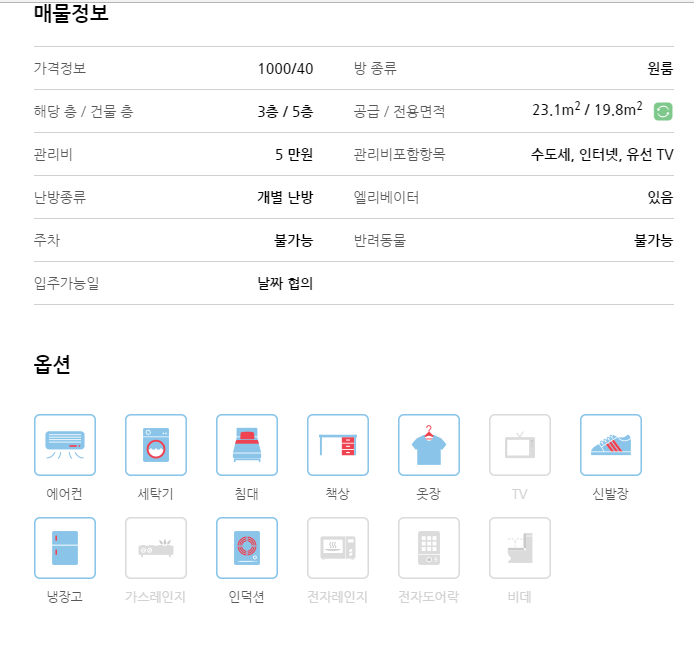 매물정보
가격정보 1000/40 방 종류 원룸
해당 층 / 건물 층 3층 / 5층 공급 / 전용면적 23.1m² / 19.8m²
관리비 5 만원 관리비포함항목 수도세, 인터넷, 유선 TV
난방종류 개별 난방 엘리베이터 있음
주차 불가능 반려동물 불가능
입주가능일 날짜 협의
옵션
에어컨 세탁기 침대 책상 옷장 TV 신발장
냉장고 가스레인지 인덕션 전자레인지 전자도어락 비데